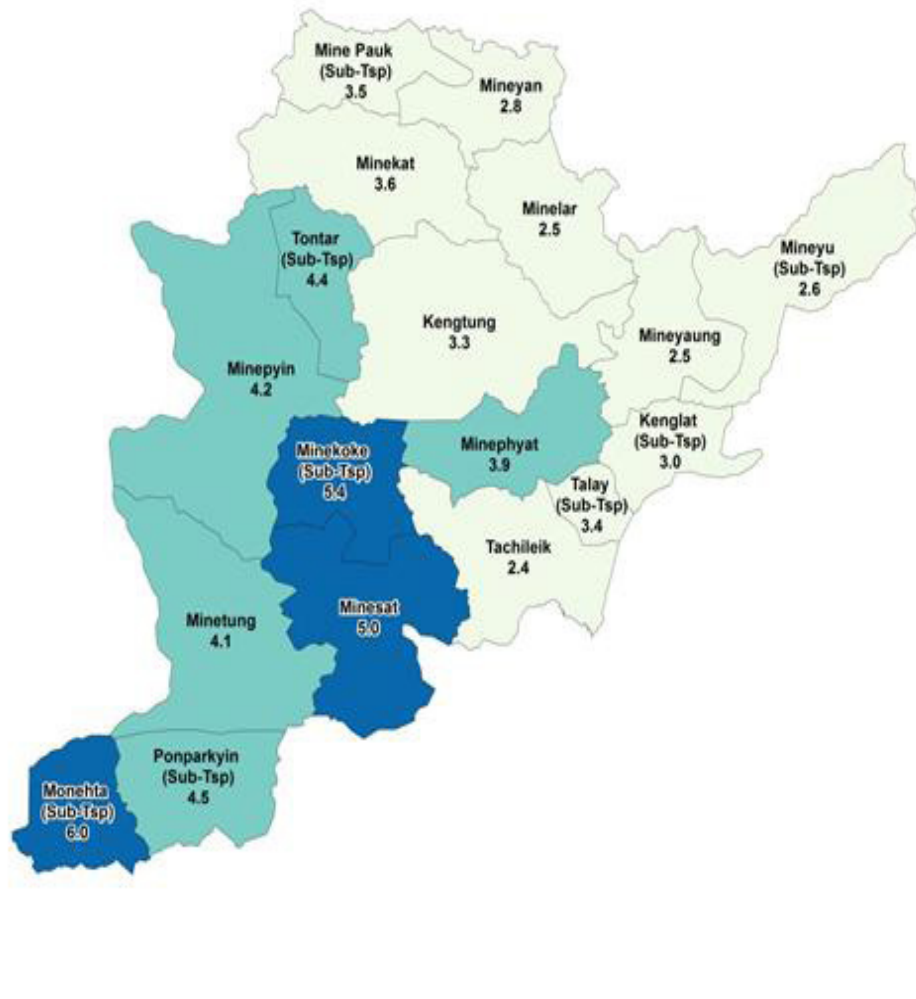 Mine Pauk
(Sub-Tsp)
3.5
Mineyan
2.8
Minekat
3.6
Minelar
2.5
Tontar
(Sub-Tsp)
4.4
Mineyu
(Sub-Tsp)
2.6
Kengtung
3.3
Mineyaung
2.5
Minepyin
4.2
Minekoke
(Sub-Tsp)
5.4
Minephyat
3.9
Kenglat
(Sub-Tsp)
3.0
Talay
(Sub-Tsp)
3.4
Tachileik
2.4
Minesat
5.0
Minetung
4.1
Ponparkyin
(Sub-Tsp)
4.5
Monehta
(Sub-Tsp)
6.0